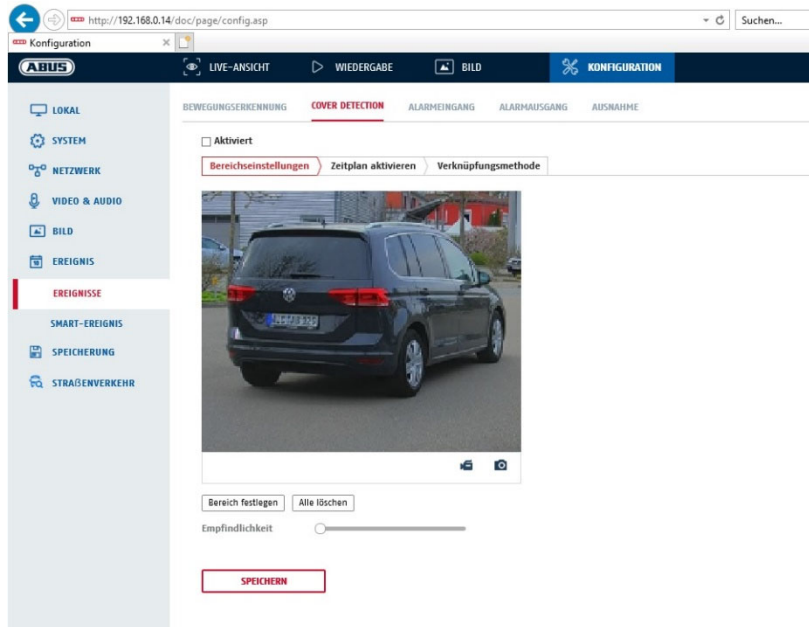 http://192.168.0.14/doc/page/config.asp
Suchen...
Konfiguration
ABUS
LIVE-ANSICHT
WIEDERGABE
BILD
KONFIGURATION
LOKAL
SYSTEM
NETZWERK
VIDEO & AUDIO
BILD
EREIGNIS
EREIGNISSE
SMART-EREIGNIS
SPEICHERUNG
STRAßENVERKEHR
BEWEGUNGSERKENNUNG
COVER DETECTION
ALARMEINGANG
ALARMAUSGANG
AUSNAHME
Aktiviert
Bereichseinstellungen
Zeitplan aktivieren
Verknüpfungsmethode
Bereich festlegen
Alle löschen
Empfindlichkeit
SPEICHERN